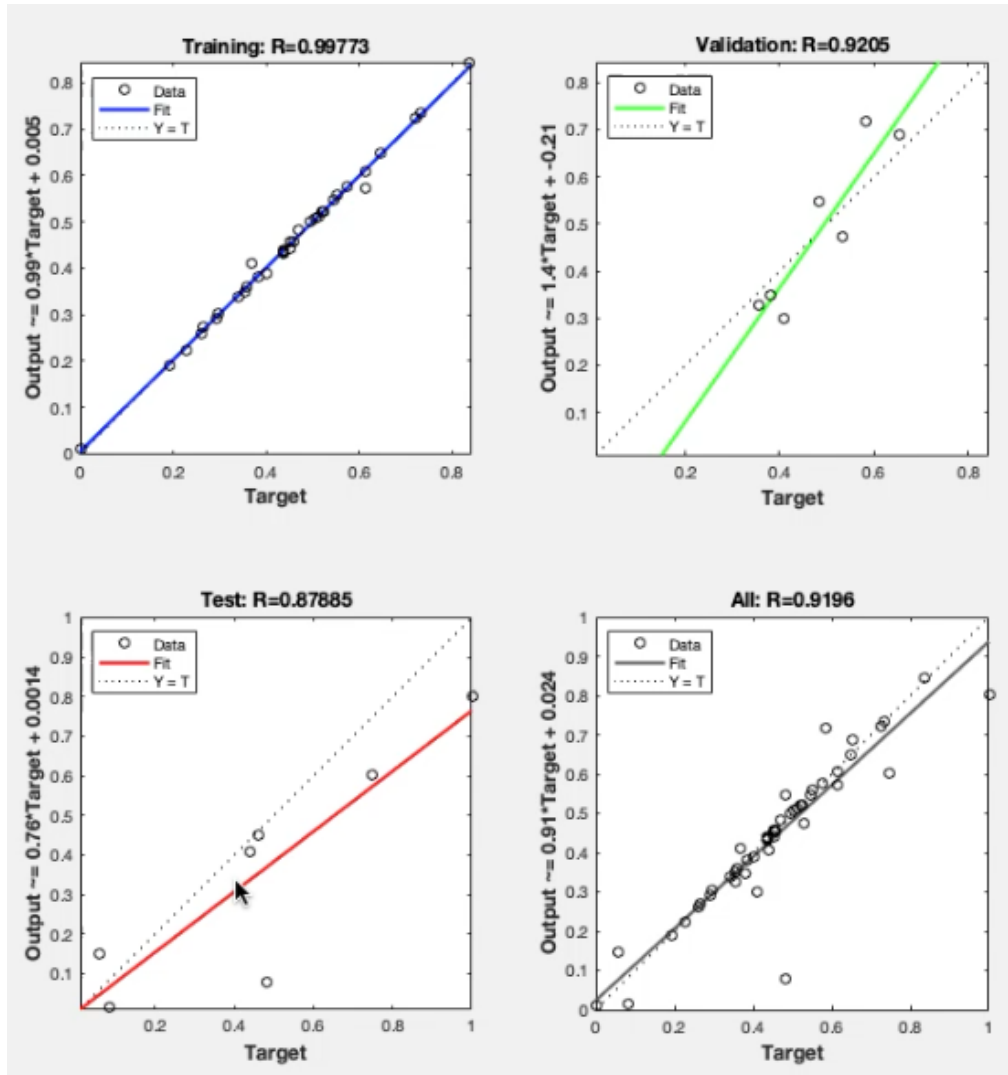 Training: R=0.99773
Data
Fit
Y = T
Output ~= 0.99*Target + 0.005
0.8
0.7
0.6
0.5
0.4
0.3
0.2
0.1
0
0 0.2 0.4 0.6 0.8
Target
Validation: R=0.9205
Data
Fit
Y = T
Output ~= 1.4*Target + -0.21
0.8
0.7
0.6
0.5
0.4
0.3
0.2
0.1
0.2 0.4 0.6 0.8
Target
Test: R=0.87885
Data
Fit
Y = T
Output ~= 0.76*Target + 0.0014
1
0.9
0.8
0.7
0.6
0.5
0.4
0.3
0.2
0.1
0.2 0.4 0.6 0.8 1
Target
All: R=0.9196
Data
Fit
Y = T
Output ~= 0.91*Target + 0.024
1
0.9
0.8
0.7
0.6
0.5
0.4
0.3
0.2
0.1
0
0 0.2 0.4 0.6 0.8 1
Target